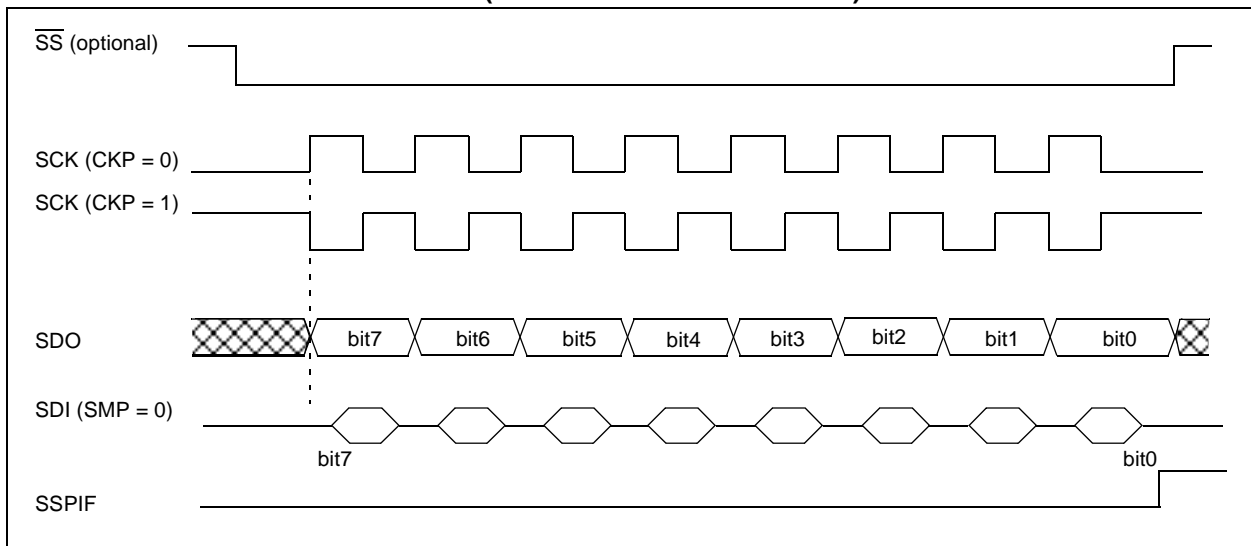 S̅S̅ (optional)
SCK (CKP = 0)
SCK (CKP = 1)
SDO bit7 bit6 bit5 bit4 bit3 bit2 bit1 bit0
SDI (SMP = 0)
bit7 bit0
SSPIF